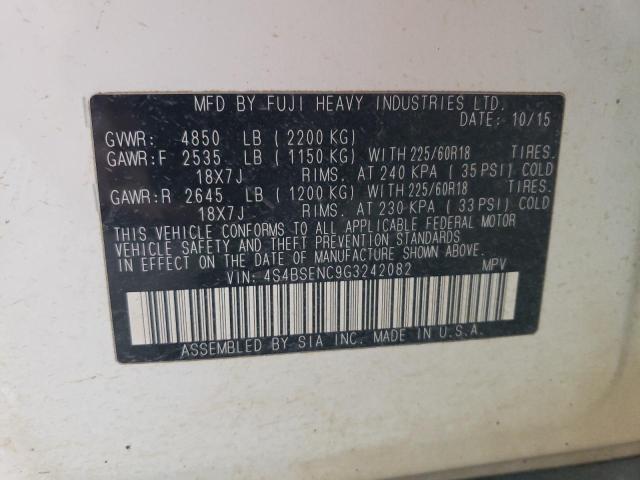 MFD BY FUJI HEAVY INDUSTRIES LTD.
DATE: 10/15
GVWR: 4850 LB (2200 KG)
GAWR:F 2535 LB (1150 KG) WITH 225/60R18 TIRES.
18X7J RIMS. AT 240 KPA (35 PSI) COLD
GAWR:R 2645 LB (1200 KG) WITH 225/60R18 TIRES.
18X7J RIMS. AT 230 KPA (33 PSI) COLD
THIS VEHICLE CONFORMS TO ALL APPLICABLE FEDERAL MOTOR
VEHICLE SAFETY AND THEFT PREVENTION STANDARDS
IN EFFECT ON THE DATE OF MANUFACTURE SHOWN ABOVE.
VIN: 4S4BSENC9G3242082 MPV
ASSEMBLED BY SIA INC. MADE IN U.S.A.